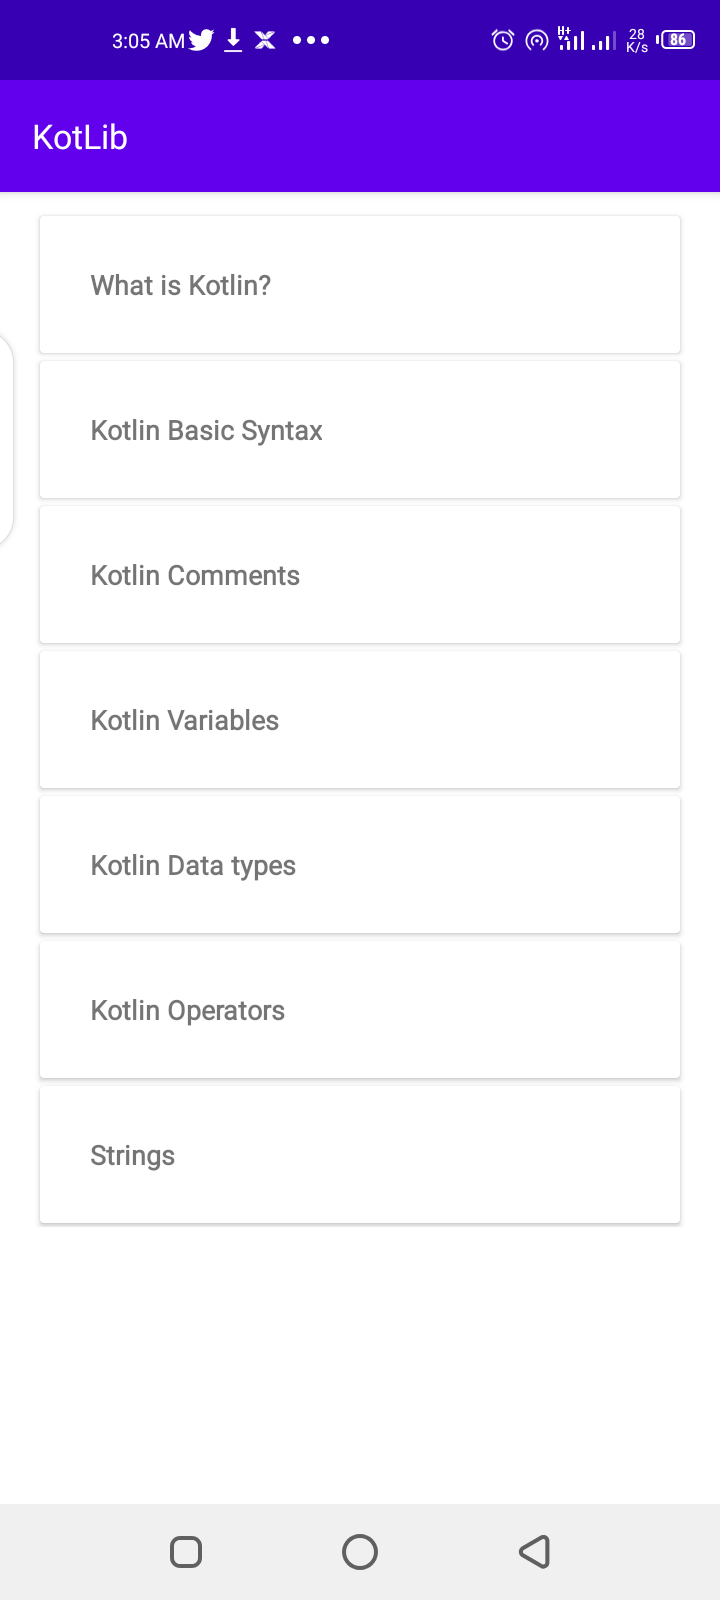 3:05 AM H+ 28 K/s 86
KotLib
What is Kotlin?
Kotlin Basic Syntax
Kotlin Comments
Kotlin Variables
Kotlin Data types
Kotlin Operators
Strings